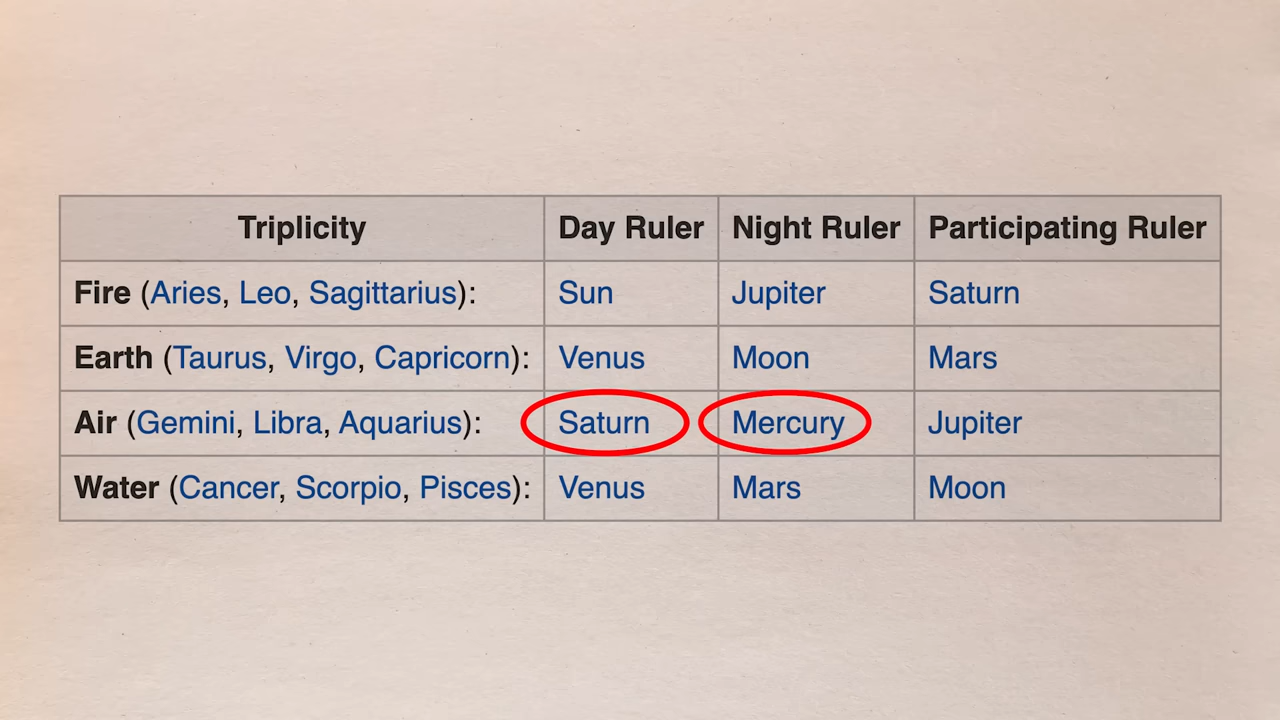 Triplicity Day Ruler Night Ruler Participating Ruler
Fire (Aries, Leo, Sagittarius): Sun Jupiter Saturn
Earth (Taurus, Virgo, Capricorn): Venus Moon Mars
Air (Gemini, Libra, Aquarius): Saturn Mercury Jupiter
Water (Cancer, Scorpio, Pisces): Venus Mars Moon